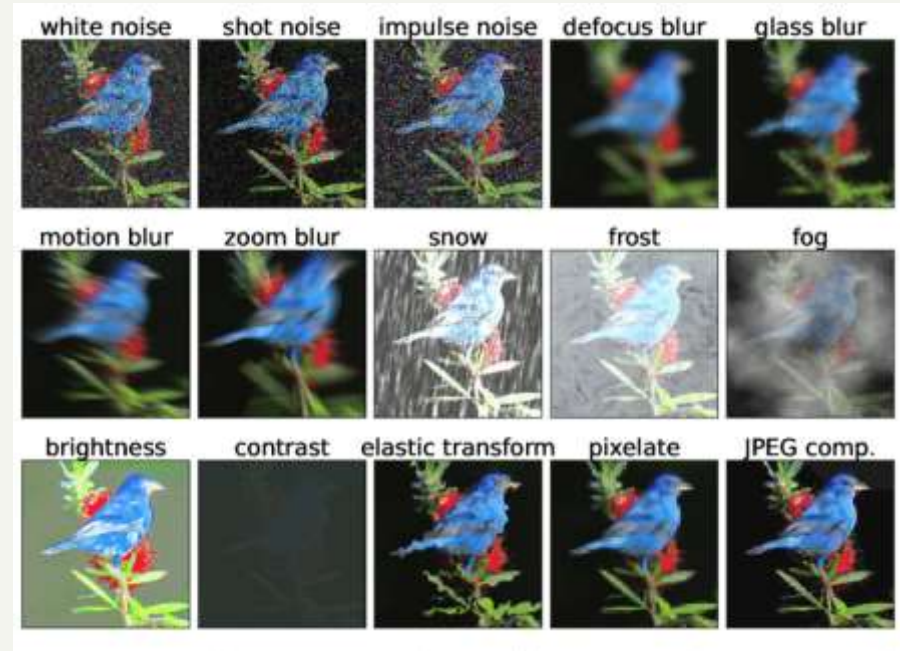 white noise shot noise impulse noise defocus blur glass blur
motion blur zoom blur snow frost fog
brightness contrast elastic transform pixelate JPEG comp.